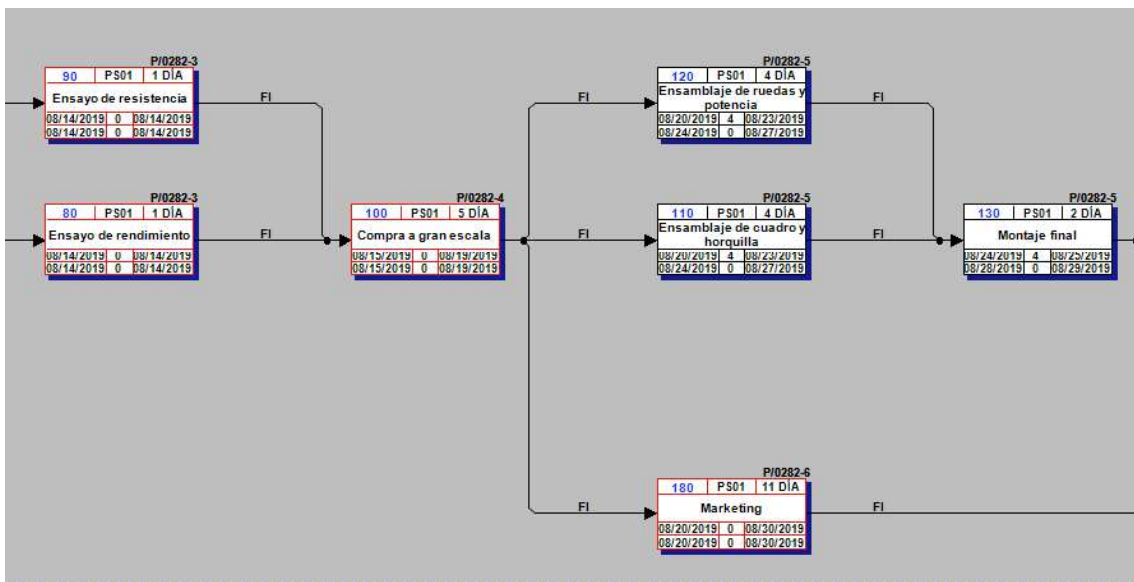 P/0282-3
90 PS01 1 DÍA
Ensayo de resistencia
08/14/2019 0 08/14/2019
08/14/2019 0 08/14/2019
FI
P/0282-5
120 PS01 4 DÍA
Ensamblaje de ruedas y
potencia
08/20/2019 4 08/23/2019
08/24/2019 0 08/27/2019
FI
FI
P/0282-3
80 PS01 1 DÍA
Ensayo de rendimiento
08/14/2019 0 08/14/2019
08/14/2019 0 08/14/2019
FI
P/0282-4
100 PS01 5 DÍA
Compra a gran escala
08/15/2019 0 08/19/2019
08/15/2019 0 08/19/2019
FI
P/0282-5
110 PS01 4 DÍA
Ensamblaje de cuadro y
horquilla
08/20/2019 4 08/23/2019
08/24/2019 0 08/27/2019
FI
P/0282-5
130 PS01 2 DÍA
Montaje final
08/24/2019 4 08/25/2019
08/28/2019 0 08/29/2019
FI
P/0282-6
180 PS01 11 DÍA
Marketing
08/20/2019 0 08/30/2019
08/20/2019 0 08/30/2019
FI